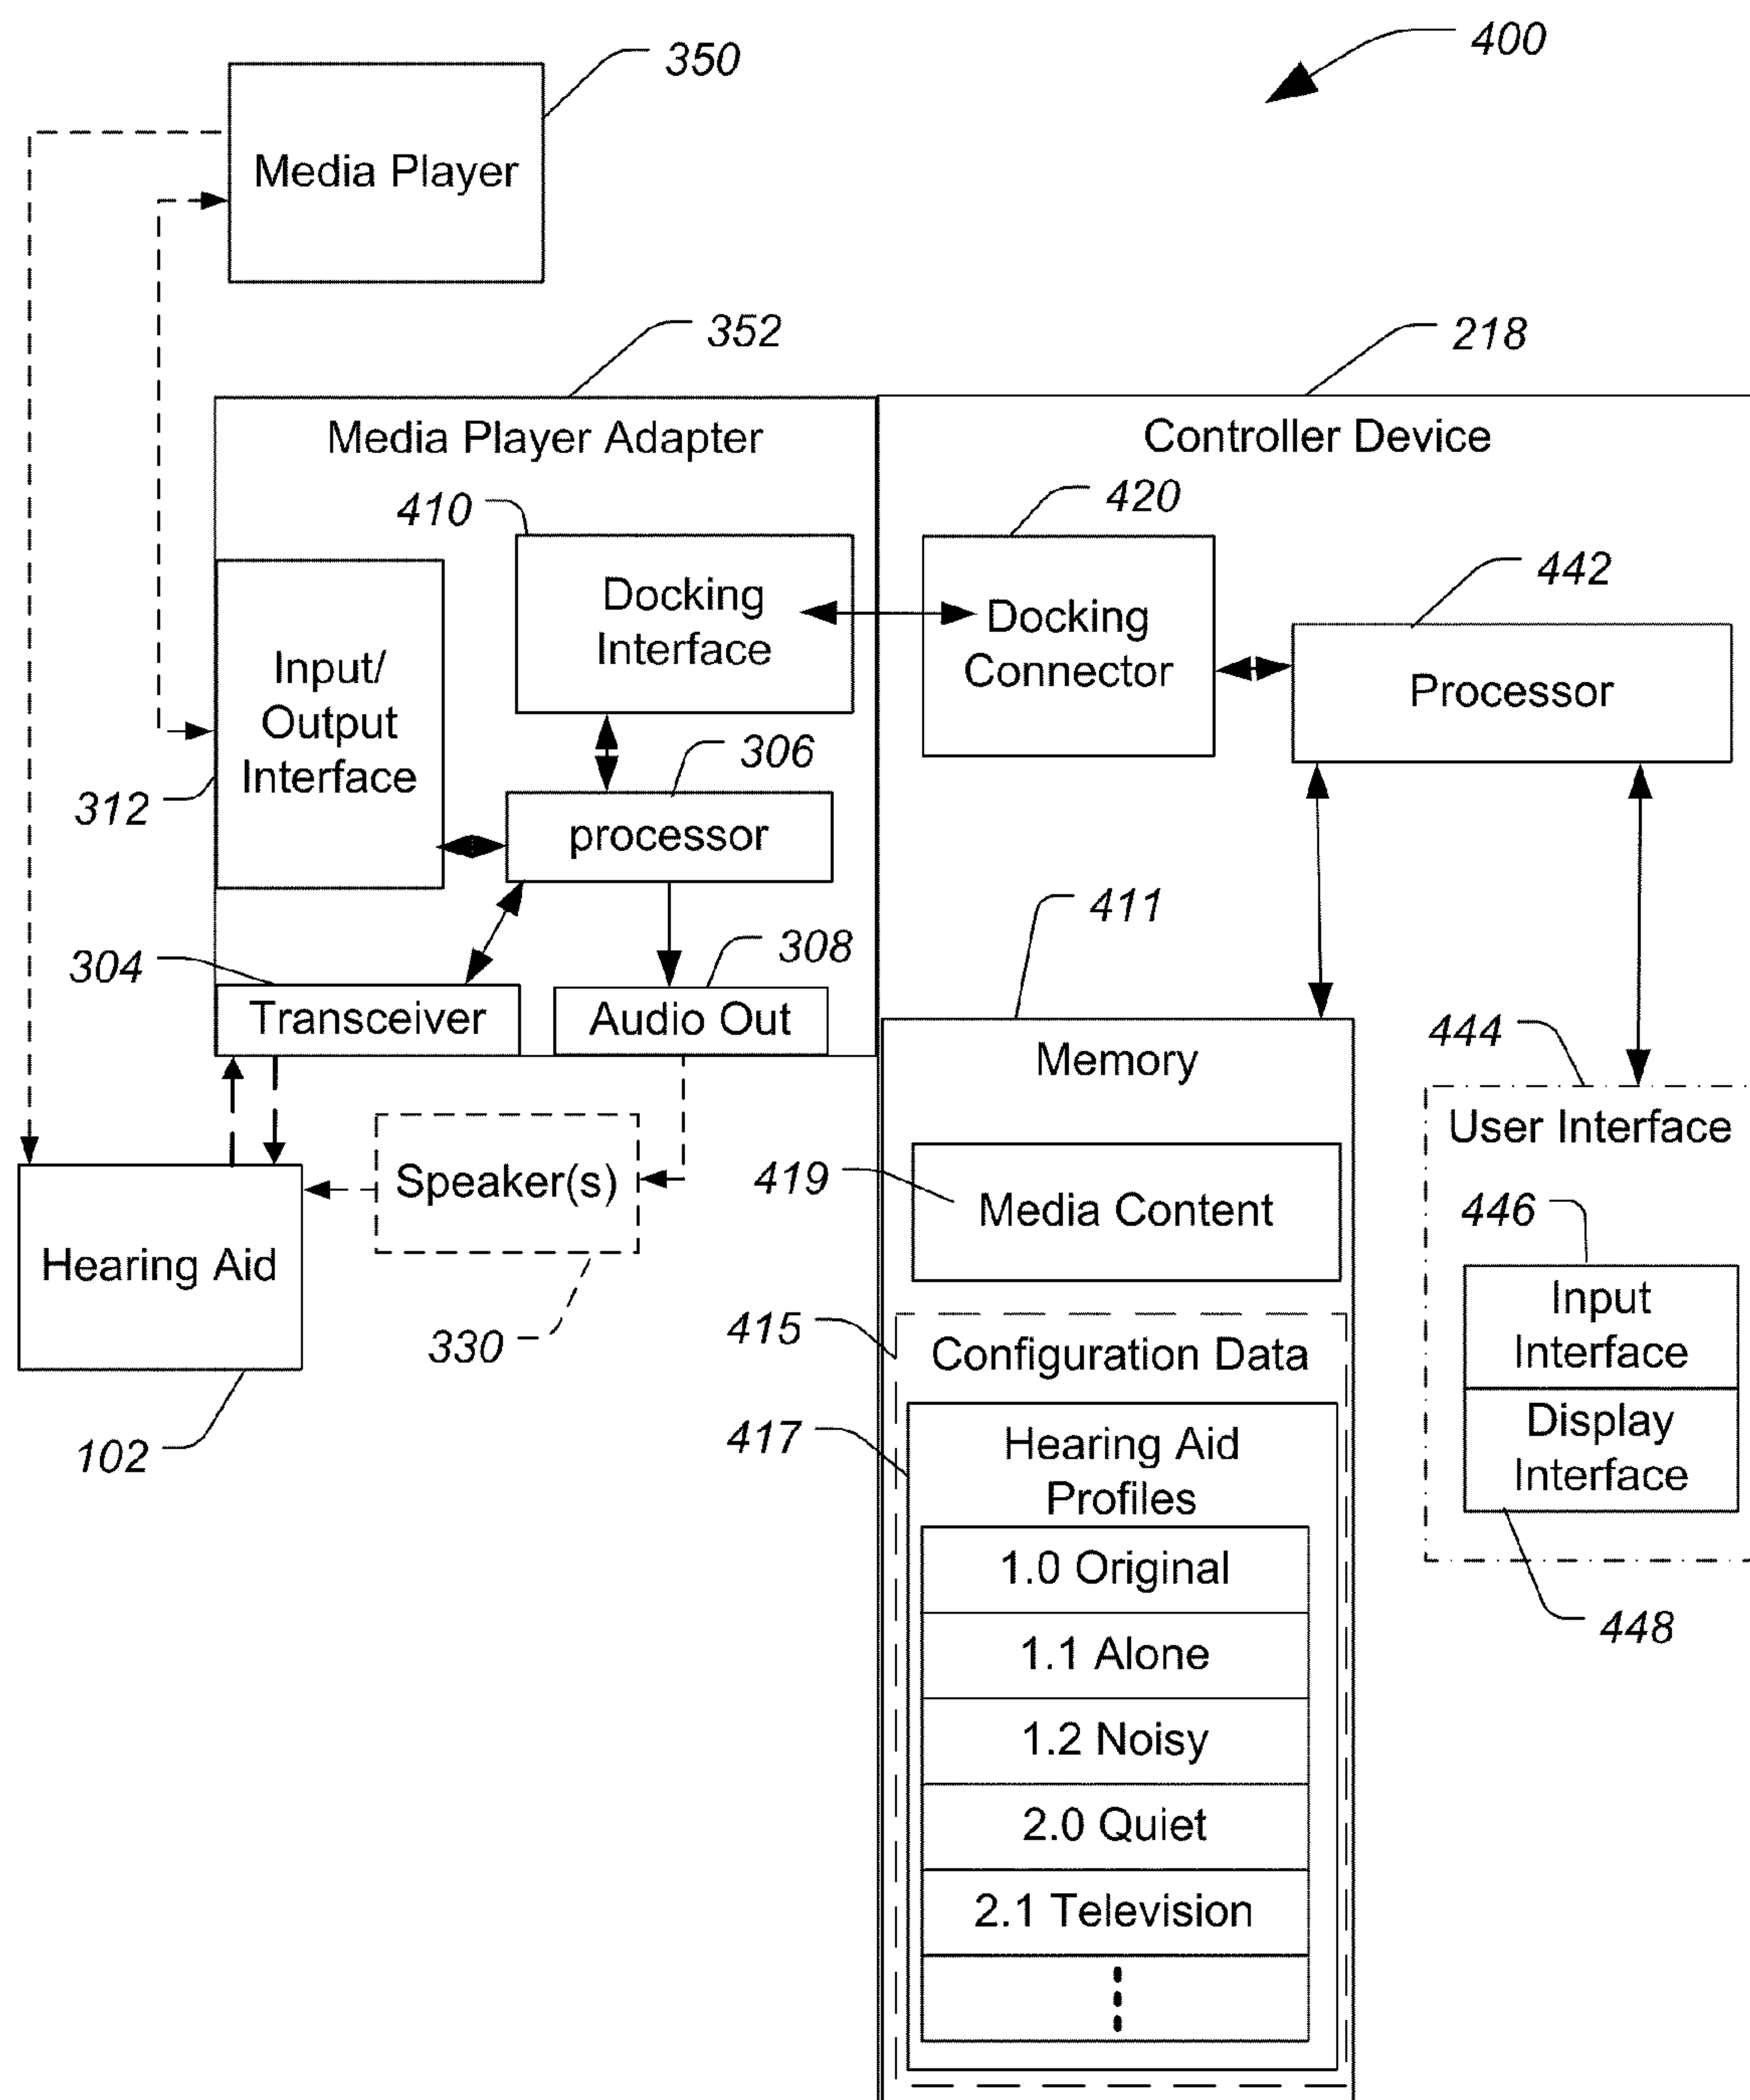 400
350
Media Player
352
218
Media Player Adapter
Controller Device
410
420
442
Docking
Interface
Docking
Connector
Processor
Input/
Output
Interface
312
306
processor
411
304
308
Transceiver
Audio Out
Memory
444
User Interface
419
Media Content
446
Input
Interface
Display
Interface
448
Speaker(s)
330
Hearing Aid
102
415
Configuration Data
417
Hearing Aid
Profiles
1.0 Original
1.1 Alone
1.2 Noisy
2.0 Quiet
2.1 Television